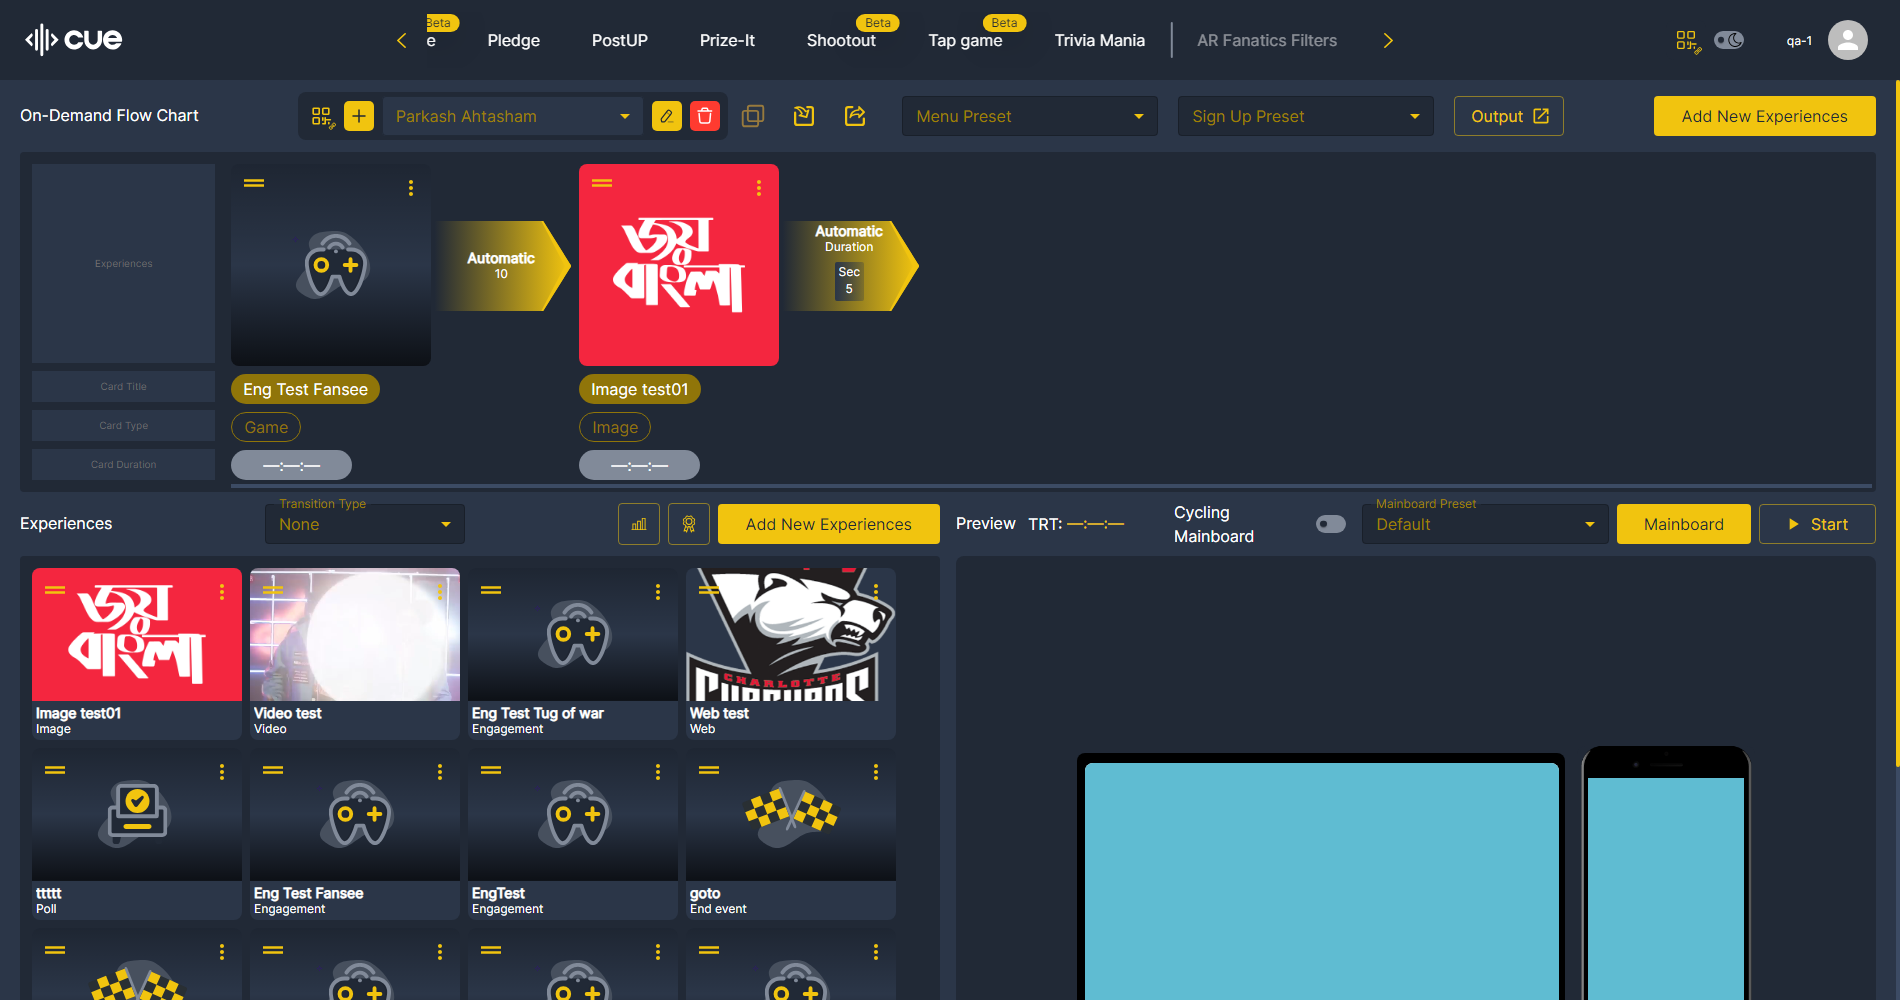 cue
e
Beta
Pledge
PostUP
Prize-It
Shootout
Beta
Tap game
Beta
Trivia Mania
AR Fanatics Filters
qa-1
On-Demand Flow Chart
Parkash Ahtasham
Menu Preset
Sign Up Preset
Output
Add New Experiences
Experiences
Automatic
10
জয়
বাংলা
Automatic
Duration
Sec
5
Card Title
Eng Test Fansee
Image test01
Card Type
Game
Image
Card Duration
—:—:—
—:—:—
Experiences
Transition Type
None
Add New Experiences
Preview
TRT: —:—:—
Cycling
Mainboard
Mainboard Preset
Default
Mainboard
Start
জয়
বাংলা
CHARLOTTE
Image test01
Image
Video test
Video
Eng Test Tug of war
Engagement
Web test
Web
ttttt
Poll
Eng Test Fansee
Engagement
EngTest
Engagement
goto
End event